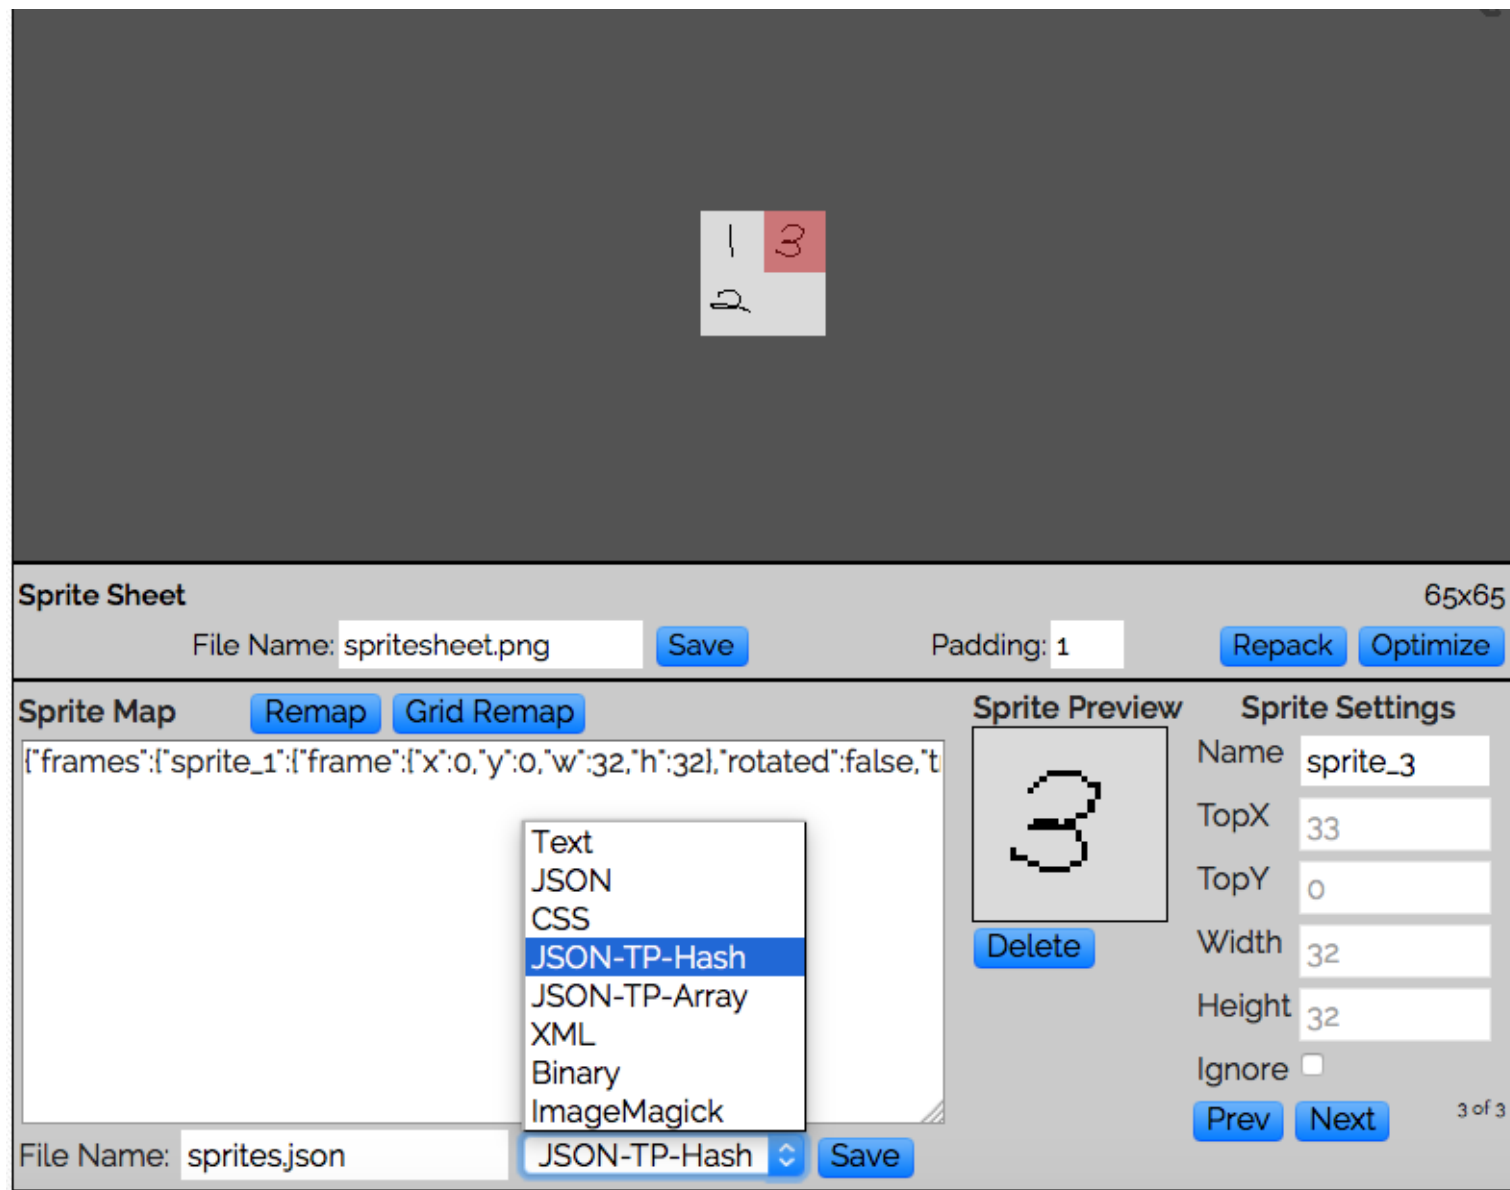 1 3
2
Sprite Sheet 65x65
File Name: spritesheet.png Save Padding: 1 Repack Optimize
Sprite Map Remap Grid Remap Sprite Preview Sprite Settings
{"frames":{"sprite_1":{"frame":{"x":0,"y":0,"w":32,"h":32},"rotated":false,"t
3
Name sprite_3
TopX 33
TopY 0
Width 32
Height 32
Ignore
Delete
Prev Next 3 of 3
Text
JSON
CSS
JSON-TP-Hash
JSON-TP-Array
XML
Binary
ImageMagick
File Name: sprites.json JSON-TP-Hash Save